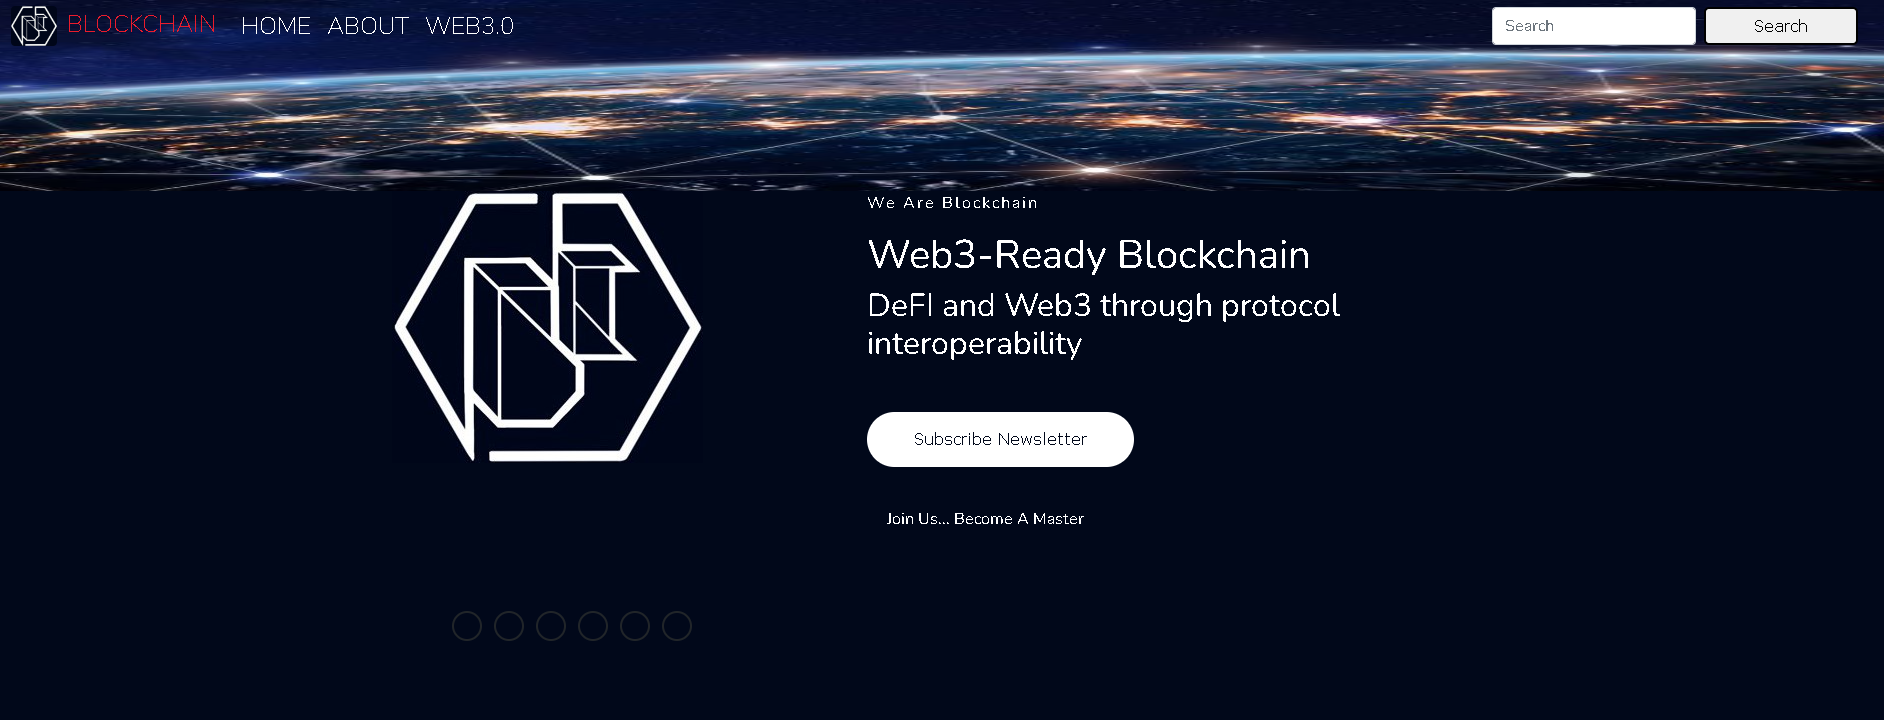 BLOCKCHAIN HOME ABOUT WEB3.0 Search Search
We Are Blockchain
Web3-Ready Blockchain
DeFI and Web3 through protocol
interoperability
Subscribe Newsletter
Join Us... Become A Master